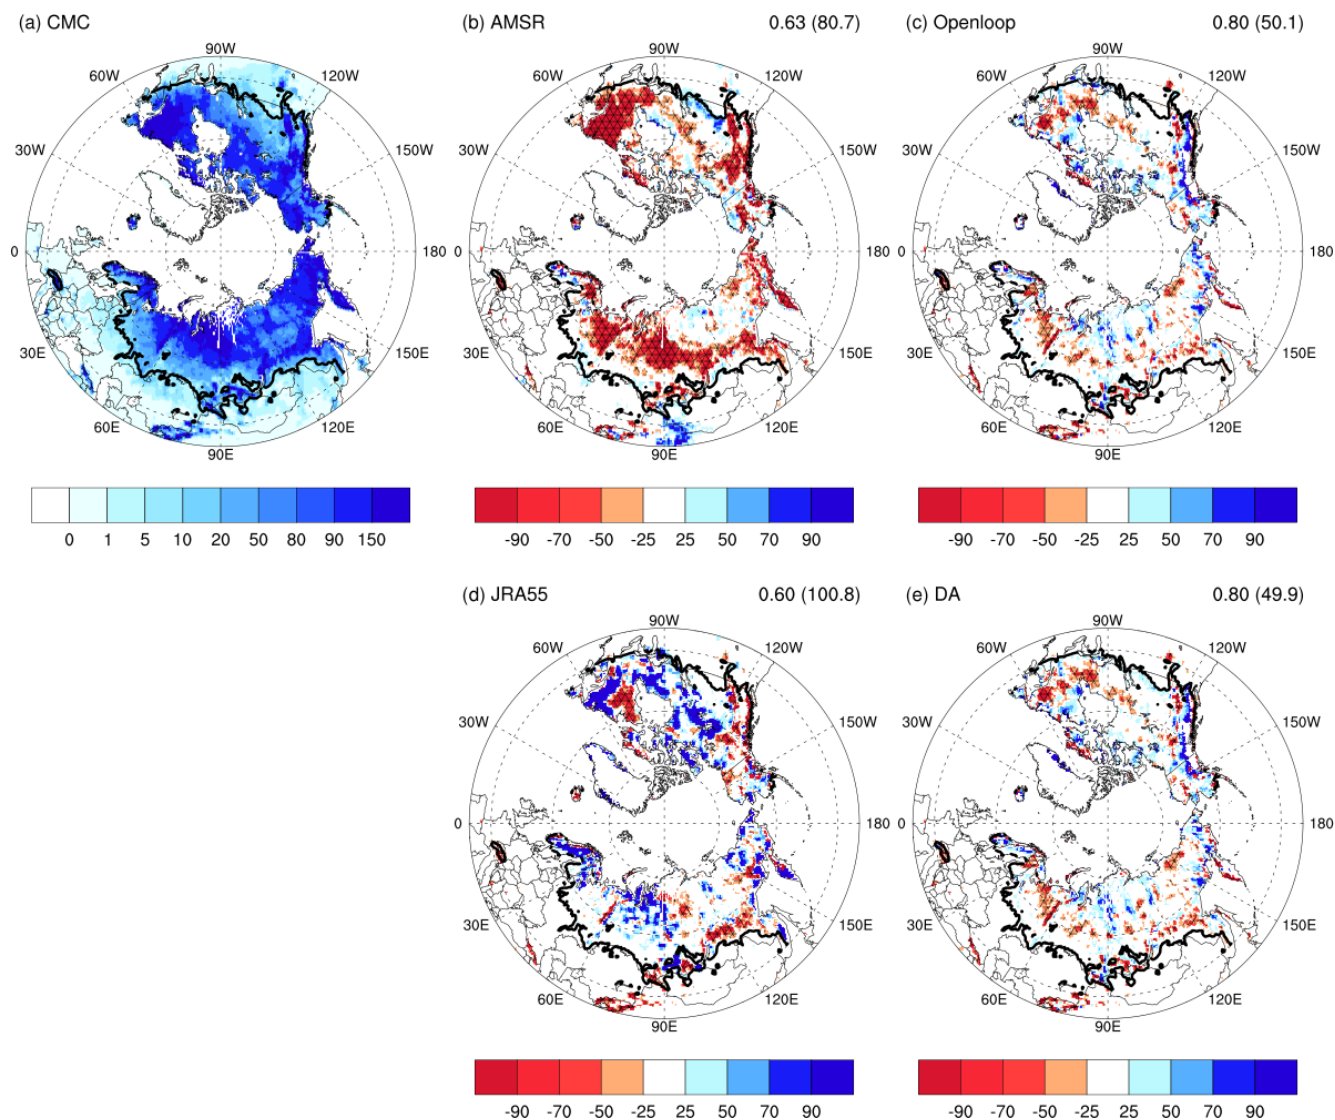 (a) CMC
90W
60W
120W
30W
150W
0
180
30E
150E
60E
120E
90E
0 1 5 10 20 50 80 90 150
(b) AMSR 0.63 (80.7)
90W
60W
120W
30W
150W
0
180
30E
150E
60E
120E
90E
-90 -70 -50 -25 25 50 70 90
(c) Openloop 0.80 (50.1)
90W
60W
120W
30W
150W
0
180
30E
150E
60E
120E
90E
-90 -70 -50 -25 25 50 70 90
(d) JRA55 0.60 (100.8)
90W
60W
120W
30W
150W
0
180
30E
150E
60E
120E
90E
-90 -70 -50 -25 25 50 70 90
(e) DA 0.80 (49.9)
90W
60W
120W
30W
150W
0
180
30E
150E
60E
120E
90E
-90 -70 -50 -25 25 50 70 90